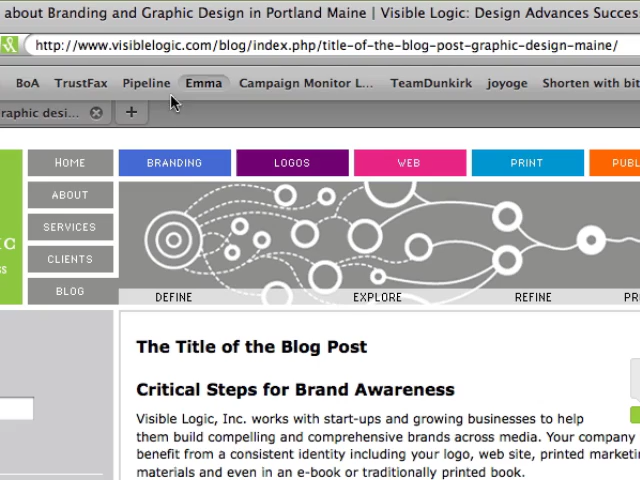 about Branding and Graphic Design in Portland Maine | Visible Logic: Design Advances Succes
http://www.visiblelogic.com/blog/index.php/title-of-the-blog-post-graphic-design-maine/
BoA TrustFax Pipeline Emma Campaign Monitor L... TeamDunkirk joyoge Shorten with bit
raphic desi... +
HOME BRANDING LOGOS WEB PRINT PUBL
ABOUT
SERVICES
IC
CLIENTS
SS
BLOG
DEFINE EXPLORE REFINE PR
The Title of the Blog Post
Critical Steps for Brand Awareness
Visible Logic, Inc. works with start-ups and growing businesses to help
them build compelling and comprehensive brands across media. Your company
benefit from a consistent identity including your logo, web site, printed marketi
materials and even in an e-book or traditionally printed book.